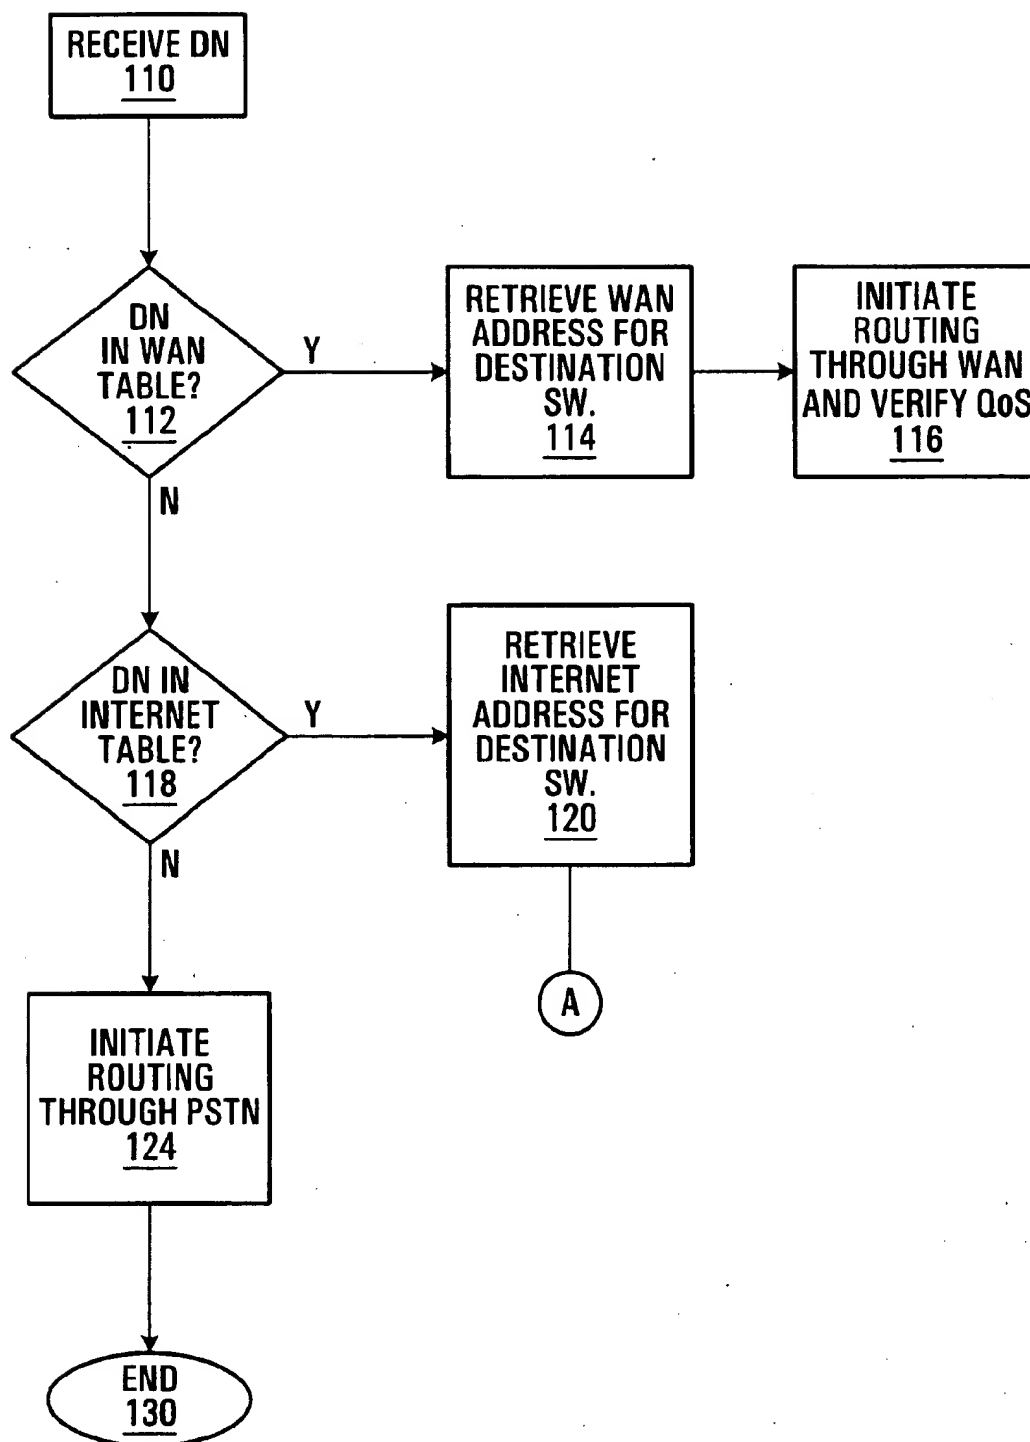 RECEIVE DN
110
DN
IN WAN
TABLE?
112
Y
RETRIEVE WAN
ADDRESS FOR
DESTINATION
SW.
114
INITIATE
ROUTING
THROUGH WAN
AND VERIFY QoS
116
N
DN IN
INTERNET
TABLE?
118
Y
RETRIEVE
INTERNET
ADDRESS FOR
DESTINATION
SW.
120
N
A
INITIATE
ROUTING
THROUGH PSTN
124
END
130